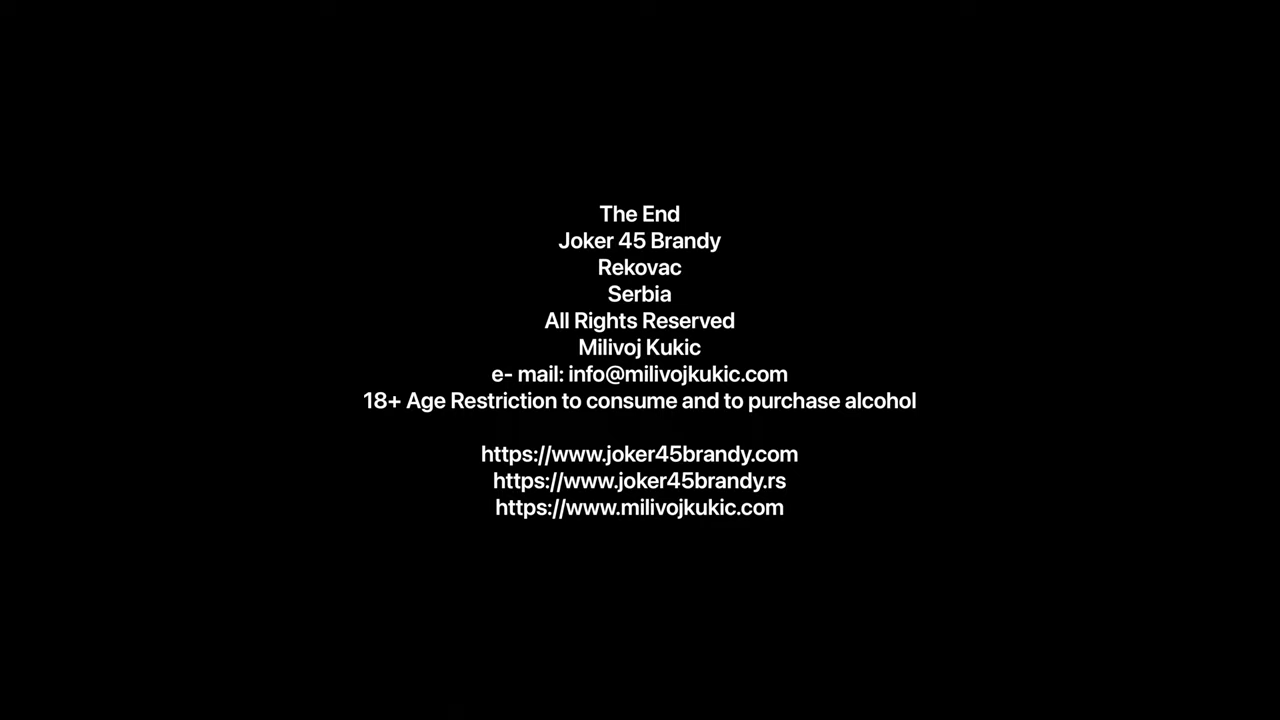 The End
Joker 45 Brandy
Rekovac
Serbia
All Rights Reserved
Milivoj Kukic
e- mail: info@milivojkukic.com
18+ Age Restriction to consume and to purchase alcohol
https://www.joker45brandy.com
https://www.joker45brandy.rs
https://www.milivojkukic.com